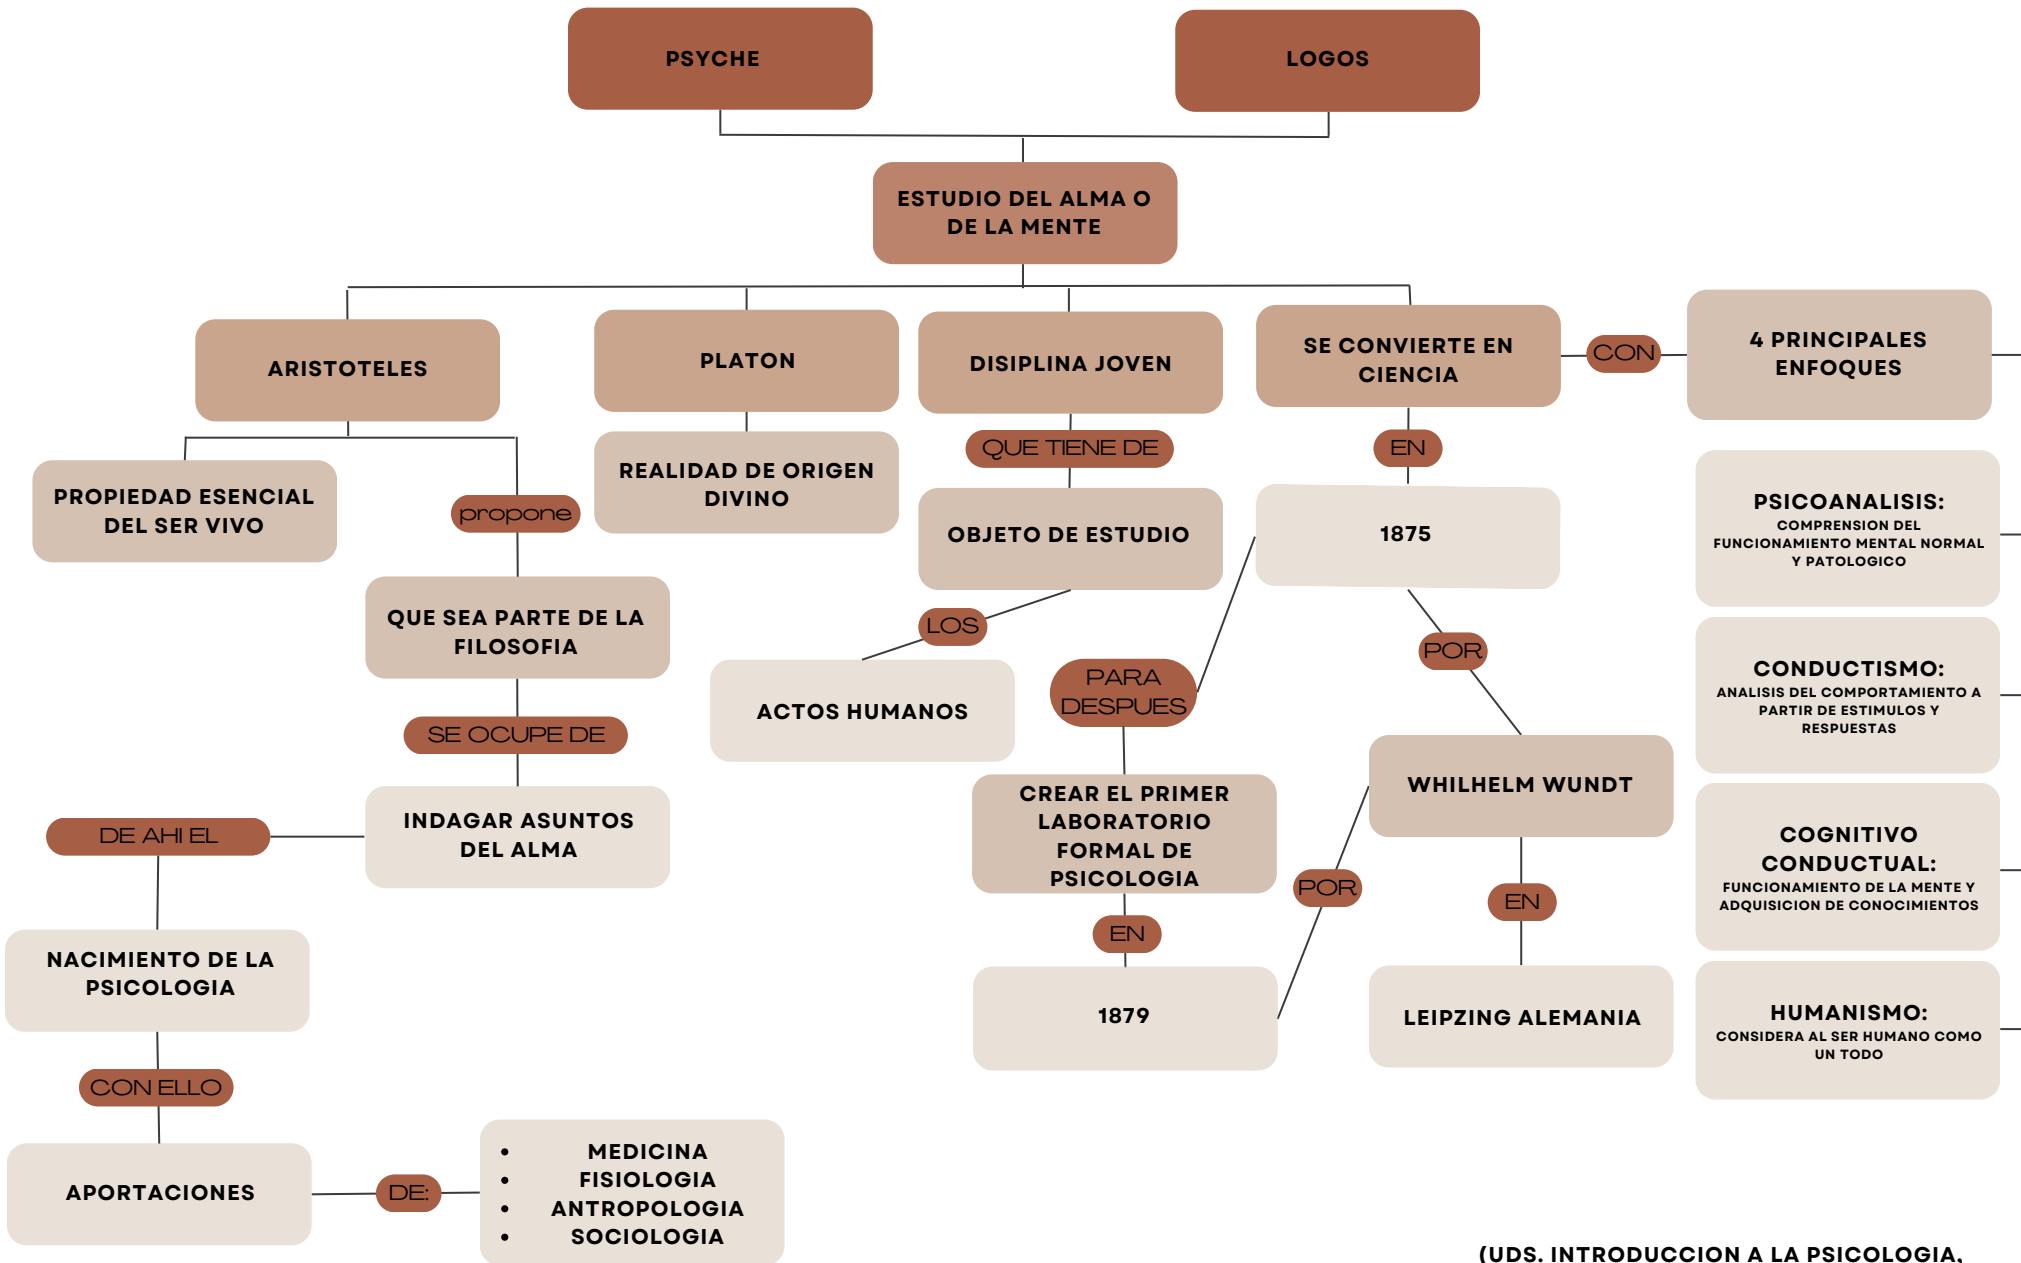 PSYCHE
LOGOS
ESTUDIO DEL ALMA O
DE LA MENTE
ARISTOTELES
PLATON
DISIPLINA JOVEN
SE CONVIERTE EN
CIENCIA
CON
4 PRINCIPALES
ENFOQUES
PROPIEDAD ESENCIAL
DEL SER VIVO
propone
REALIDAD DE ORIGEN
DIVINO
QUE TIENE DE
EN
OBJETO DE ESTUDIO
1875
PSICOANALISIS:
COMPRENSION DEL
FUNCIONAMIENTO MENTAL NORMAL
Y PATOLOGICO
QUE SEA PARTE DE LA
FILOSOFIA
LOS
POR
CONDUCTISMO:
ANALISIS DEL COMPORTAMIENTO A
PARTIR DE ESTIMULOS Y
RESPUESTAS
ACTOS HUMANOS
PARA
DESPUES
SE OCUPE DE
WHILHELM WUNDT
CREAR EL PRIMER
LABORATORIO
FORMAL DE
PSICOLOGIA
INDAGAR ASUNTOS
DEL ALMA
DE AHI EL
COGNITIVO
CONDUCTUAL:
FUNCIONAMIENTO DE LA MENTE Y
ADQUISICION DE CONOCIMIENTOS
POR
EN
EN
NACIMIENTO DE LA
PSICOLOGIA
1879
LEIPZING ALEMANIA
HUMANISMO:
CONSIDERA AL SER HUMANO COMO
UN TODO
CON ELLO
APORTACIONES
DE:
• MEDICINA
• FISIOLOGIA
• ANTROPOLOGIA
• SOCIOLOGIA
(UDS. INTRODUCCION A LA PSICOLOGIA,